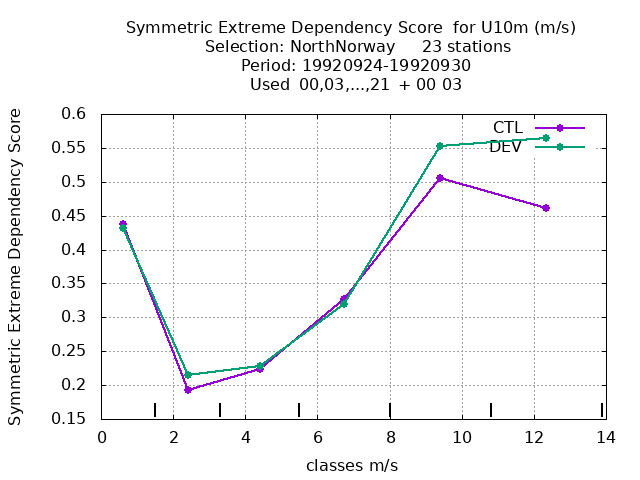 Symmetric Extreme Dependency Score  for U10m (m/s)
Selection: NorthNorway     23 stations
Period: 19920924-19920930
Used  00,03,...,21  + 00 03
Symmetric Extreme Dependency Score
0.6
0.55
0.5
0.45
0.4
0.35
0.3
0.25
0.2
0.15
CTL
DEV
0 2 4 6 8 10 12 14
classes m/s